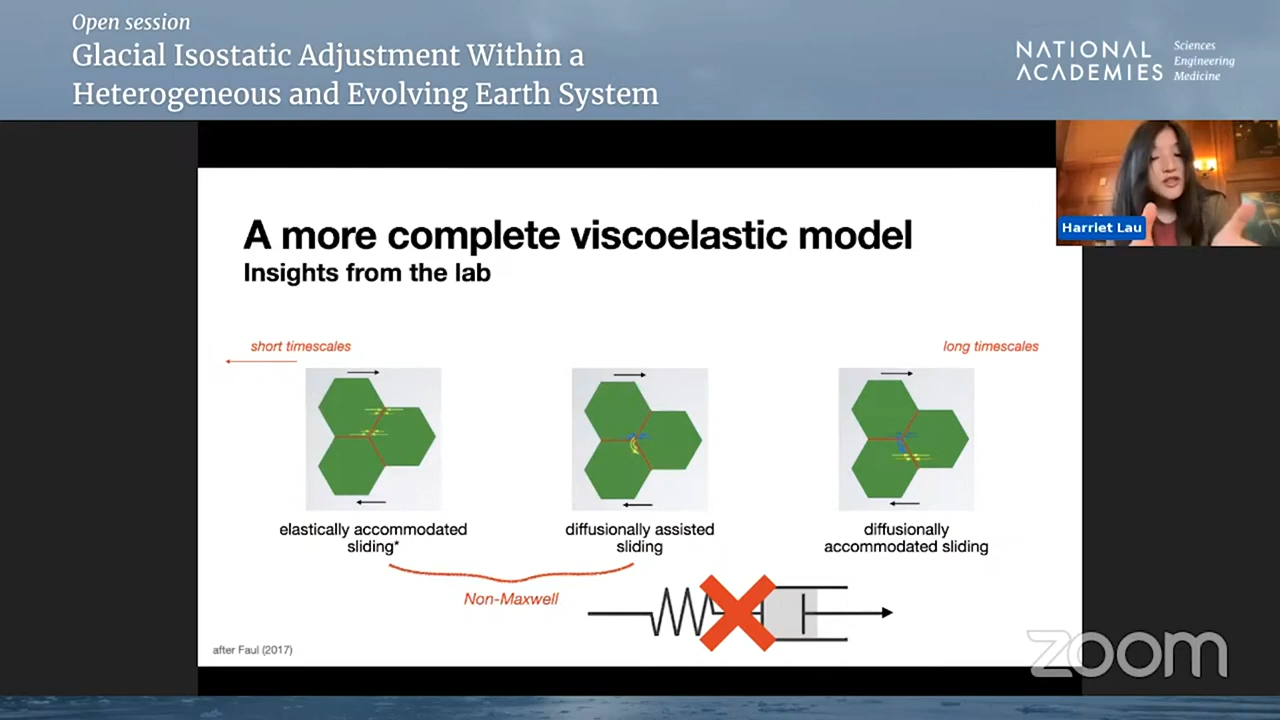 Open session
Glacial Isostatic Adjustment Within a
Heterogeneous and Evolving Earth System
NATIONAL
ACADEMIES
Sciences
Engineering
Medicine
Harriet Lau
A more complete viscoelastic model
Insights from the lab
short timescales
long timescales
elastically accommodated
sliding*
diffusionally assisted
sliding
diffusionally
accommodated sliding
Non-Maxwell
after Faul (2017)
zoom